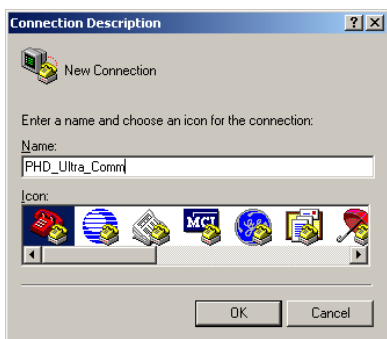 Connection Description
New Connection
Enter a name and choose an icon for the connection:
Name:
PHD_Ultra_Comm
Icon:
MCI
OK Cancel